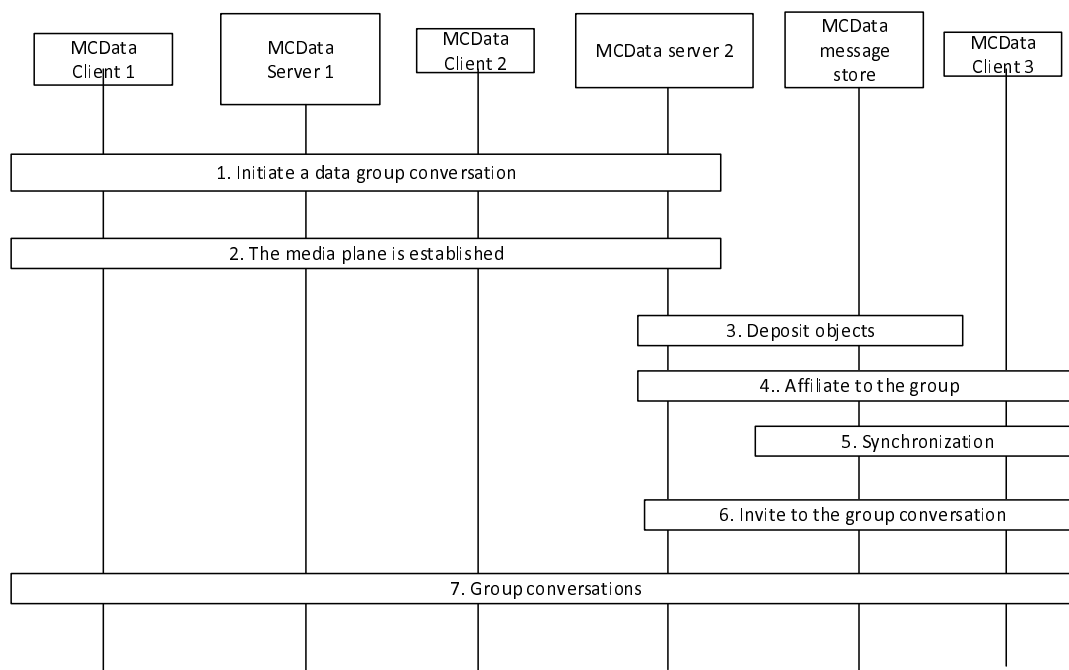 MCData
Client 1
MCData
Server 1
MCData
Client 2
MCData server 2
MCData
message
store
MCData
Client 3
1. Initiate a data group conversation
2. The media plane is established
3. Deposit objects
4.. Affiliate to the group
5. Synchronization
6. Invite to the group conversation
7. Group conversations